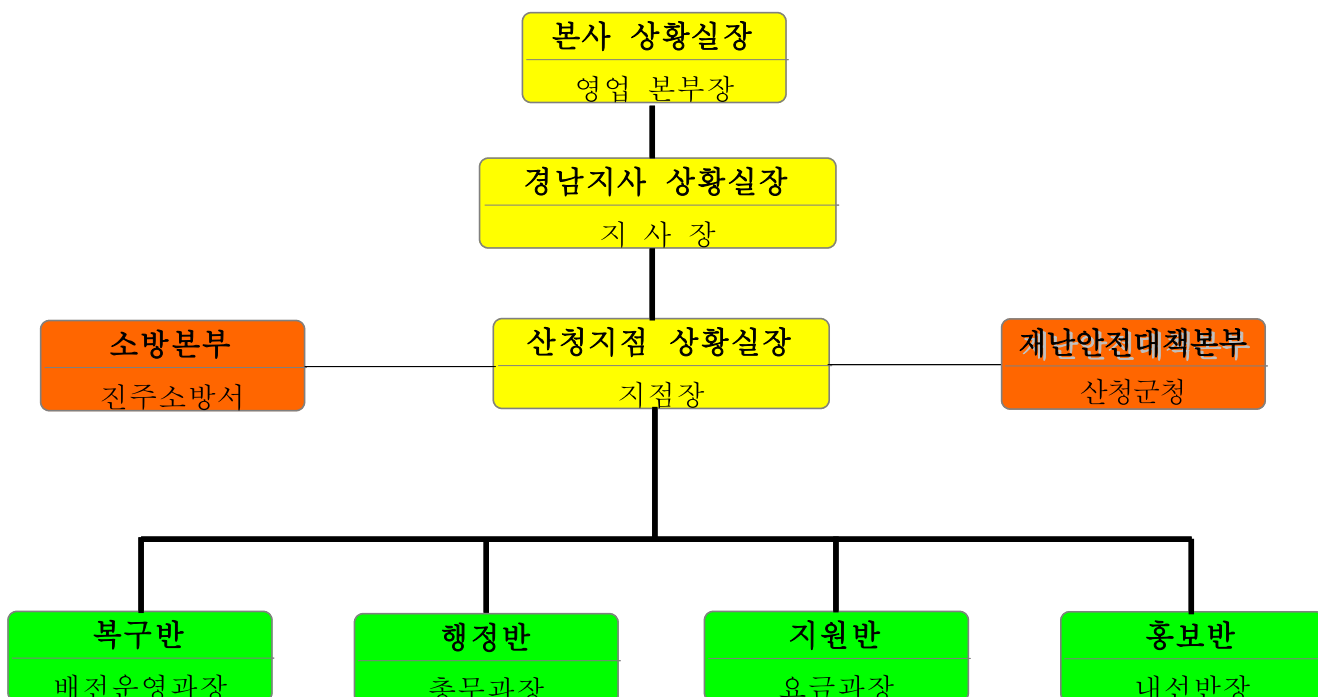 본사 상황실장
영업 본부장
경남지사 상황실장
지 사 장
소방본부
진주소방서
산청지점 상황실장
지점장
재난안전대책본부
산청군청
복구반
배전운영과장
행정반
총무과장
지원반
요금과장
홍보반
내선반장